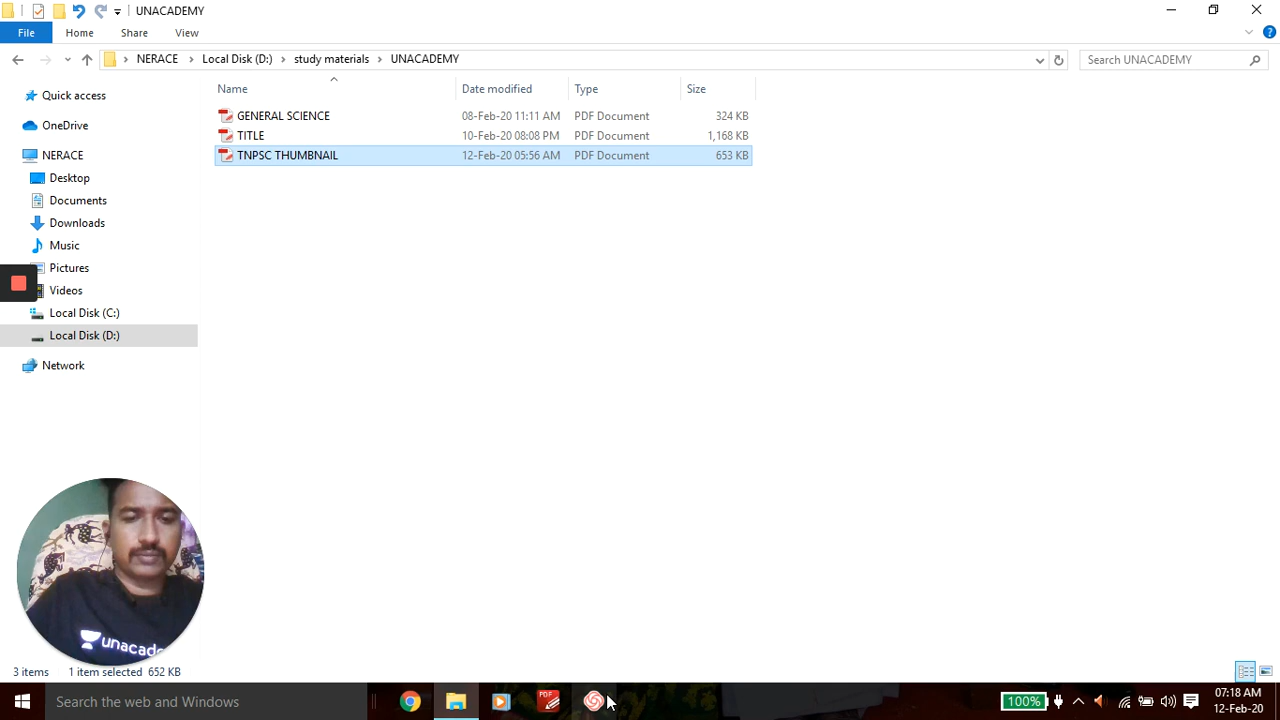 UNACADEMY
File Home Share View
NERACE Local Disk (D:) study materials UNACADEMY Search UNACADEMY
Name Date modified Type Size
Quick access
OneDrive
NERACE
Desktop
Documents
Downloads
Music
Pictures
Videos
Local Disk (C:)
Local Disk (D:)
Network
GENERAL SCIENCE 08-Feb-20 11:11 AM PDF Document 324 KB
TITLE 10-Feb-20 08:08 PM PDF Document 1,168 KB
TNPSC THUMBNAIL 12-Feb-20 05:56 AM PDF Document 653 KB
unacade
3 items 1 item selected 652 KB
Search the web and Windows PDF 100% 07:18 AM
12-Feb-20